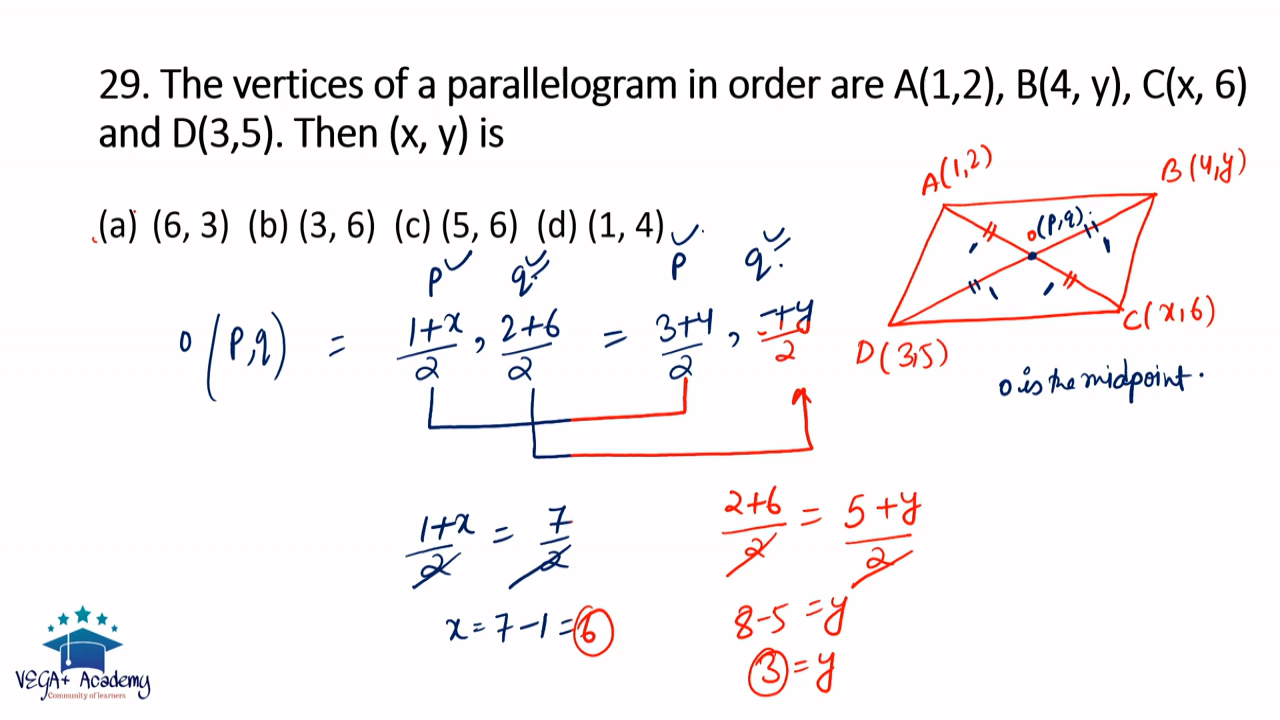 29. The vertices of a parallelogram in order are A(1,2), B(4, y), C(x, 6)
and D(3,5). Then (x, y) is
(a) (6, 3) (b) (3, 6) (c) (5, 6) (d) (1, 4)
A(1,2)
B(4,y)
O(p,q)
C(x,6)
D(3,5)
O is the midpoint.
p q p q
O(p,q) = 1+x/2, 2+6/2 = 3+4/2, +y/2
1+x/2 = 7/2
x = 7-1 = 6
2+6/2 = 5+y/2
8-5 = y
3 = y
VEGA+ Academy
Community of learners